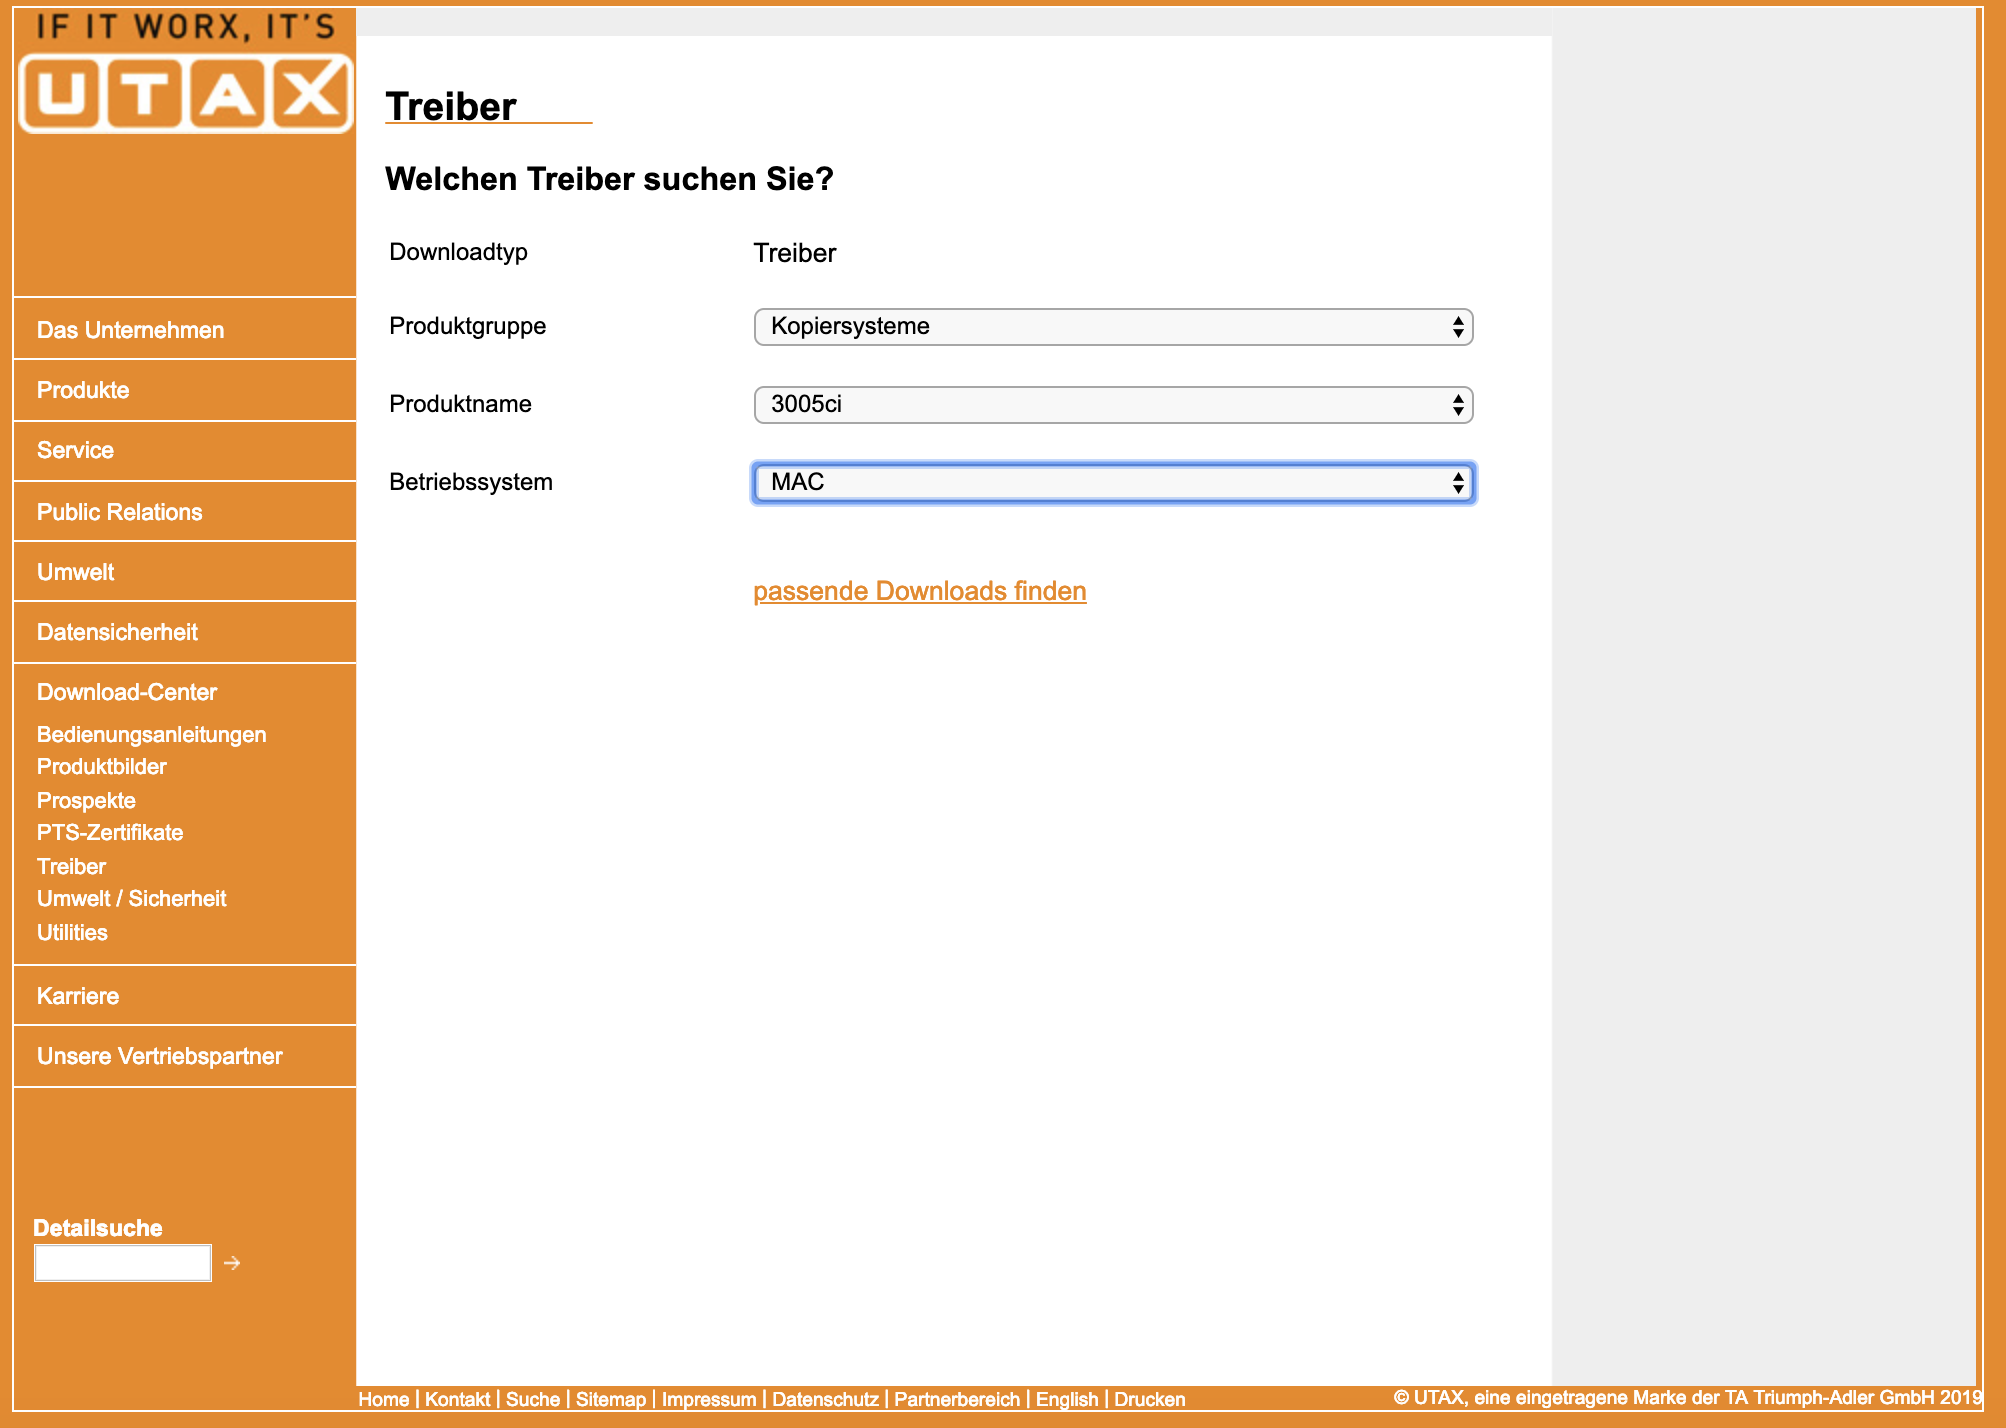 IF IT WORX, IT'S
UTAX
Das Unternehmen
Produkte
Service
Public Relations
Umwelt
Datensicherheit
Download-Center
Bedienungsanleitungen
Produktbilder
Prospekte
PTS-Zertifikate
Treiber
Umwelt / Sicherheit
Utilities
Karriere
Unsere Vertriebspartner
Detailsuche
Treiber
Welchen Treiber suchen Sie?
Downloadtyp Treiber
Produktgruppe Kopiersysteme
Produktname 3005ci
Betriebssystem MAC
passende Downloads finden
Home | Kontakt | Suche | Sitemap | Impressum | Datenschutz | Partnerbereich | English | Drucken
© UTAX, eine eingetragene Marke der TA Triumph-Adler GmbH 2019